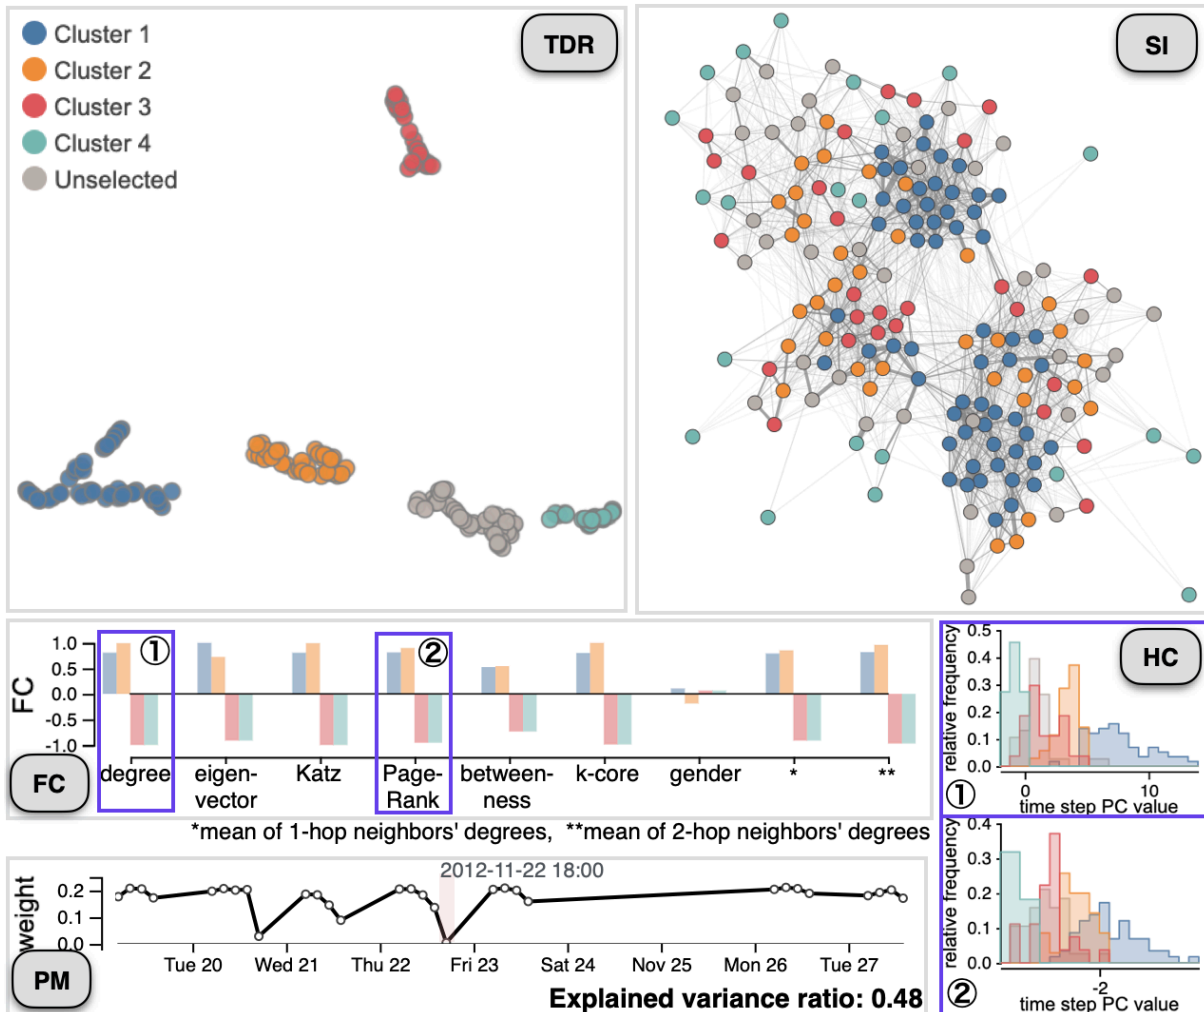 Cluster 1
Cluster 2
Cluster 3
Cluster 4
Unselected
TDR
SI
FC
1.0
0.5
0.0
-0.5
-1.0
①
②
degree
eigen-
vector
Katz
Page-
Rank
between-
ness
k-core
gender
*
**
FC
*mean of 1-hop neighbors' degrees, **mean of 2-hop neighbors' degrees
HC
relative frequency
0.5
0.4
0.3
0.2
0.1
0.0
0
10
①
time step PC value
relative frequency
0.4
0.3
0.2
0.1
0.0
-2
②
time step PC value
2012-11-22 18:00
weight
0.2
0.1
0.0
Tue 20
Wed 21
Thu 22
Fri 23
Sat 24
Nov 25
Mon 26
Tue 27
PM
Explained variance ratio: 0.48